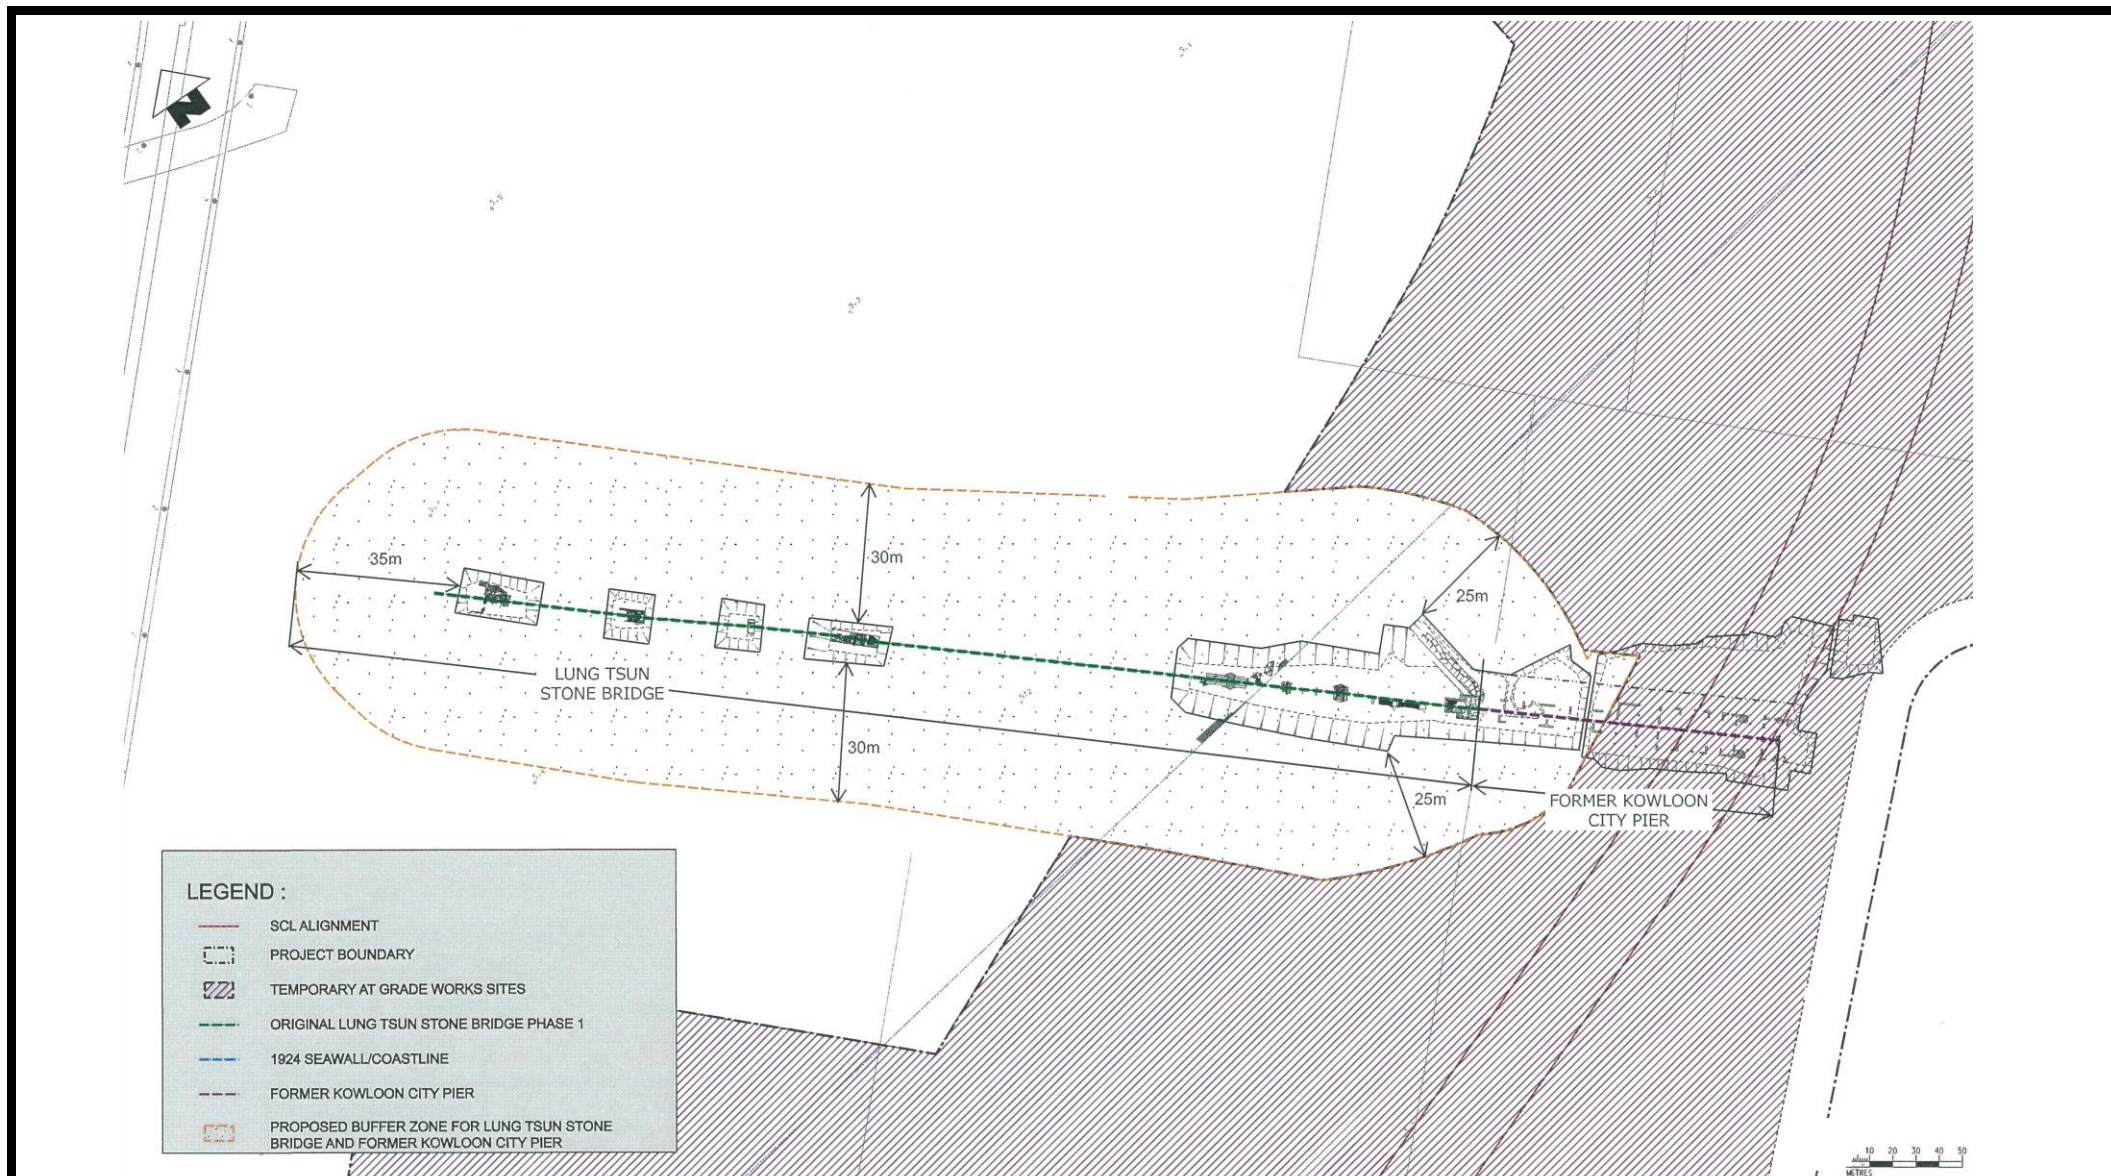 N
35m
30m
25m
LUNG TSUN
STONE BRIDGE
30m
25m
FORMER KOWLOON
CITY PIER
LEGEND :
SCL ALIGNMENT
PROJECT BOUNDARY
TEMPORARY AT GRADE WORKS SITES
ORIGINAL LUNG TSUN STONE BRIDGE PHASE 1
1924 SEAWALL/COASTLINE
FORMER KOWLOON CITY PIER
PROPOSED BUFFER ZONE FOR LUNG TSUN STONE
BRIDGE AND FORMER KOWLOON CITY PIER
10 20 30 40 50
METRES